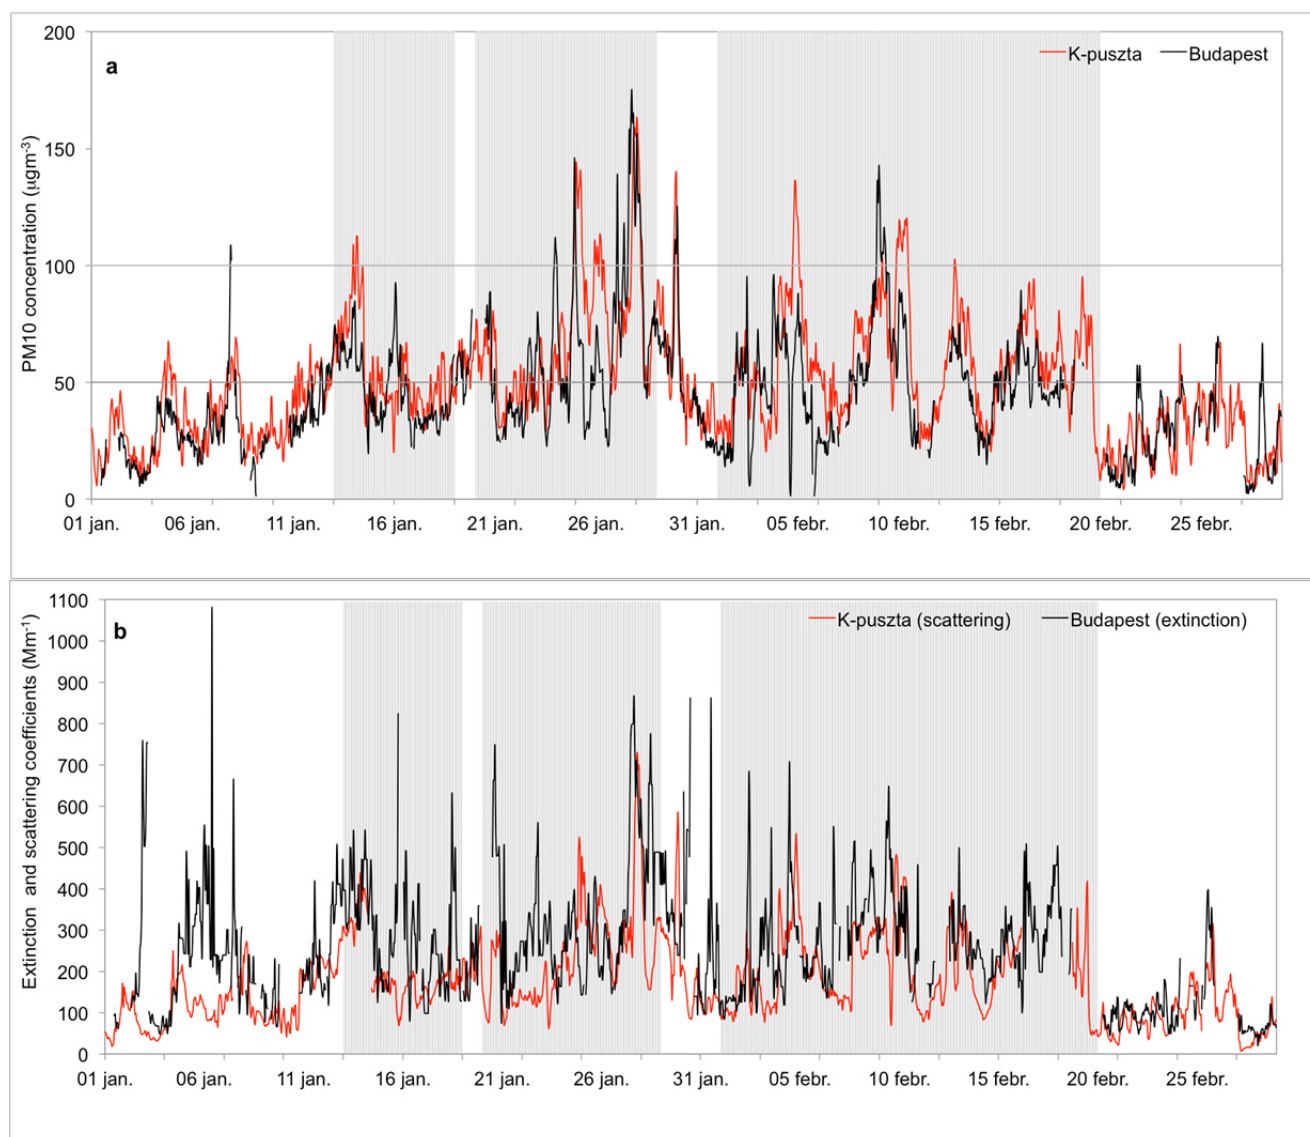 200
150
100
50
0
PM10 concentration (µgm-3)
a
K-puszta
Budapest
01 jan.
06 jan.
11 jan.
16 jan.
21 jan.
26 jan.
31 jan.
05 febr.
10 febr.
15 febr.
20 febr.
25 febr.
1100
1000
900
800
700
600
500
400
300
200
100
0
Extinction and scattering coefficients (Mm-1)
b
K-puszta (scattering)
Budapest (extinction)
01 jan.
06 jan.
11 jan.
16 jan.
21 jan.
26 jan.
31 jan.
05 febr.
10 febr.
15 febr.
20 febr.
25 febr.